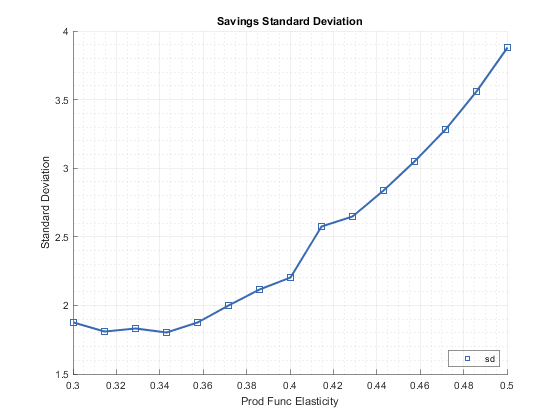 Savings Standard Deviation
4
3.5
3
2.5
2
1.5
Standard Deviation
0.3 0.32 0.34 0.36 0.38 0.4 0.42 0.44 0.46 0.48 0.5
Prod Func Elasticity
sd